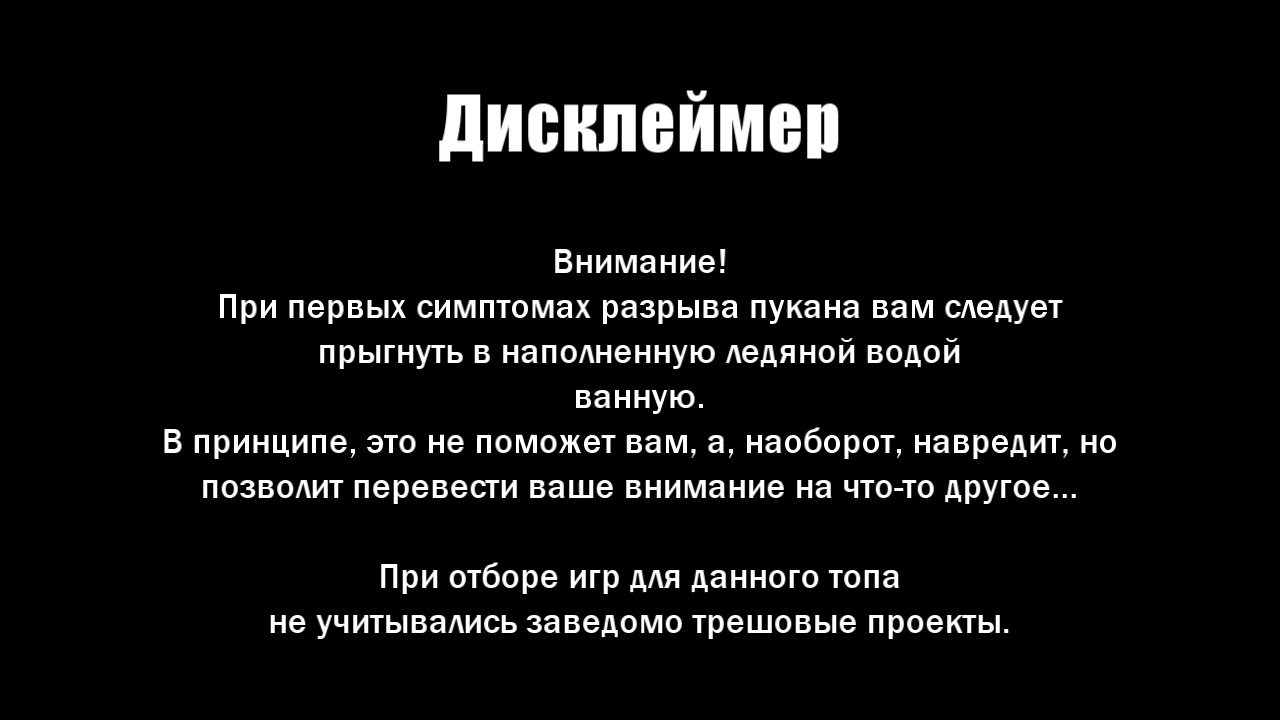 Дисклеймер
Внимание!
При первых симптомах разрыва пукана вам следует
прыгнуть в наполненную ледяной водой
ванную.
В принципе, это не поможет вам, а, наоборот, навредит, но
позволит перевести ваше внимание на что-то другое...
При отборе игр для данного топа
не учитывались заведомо трешовые проекты.